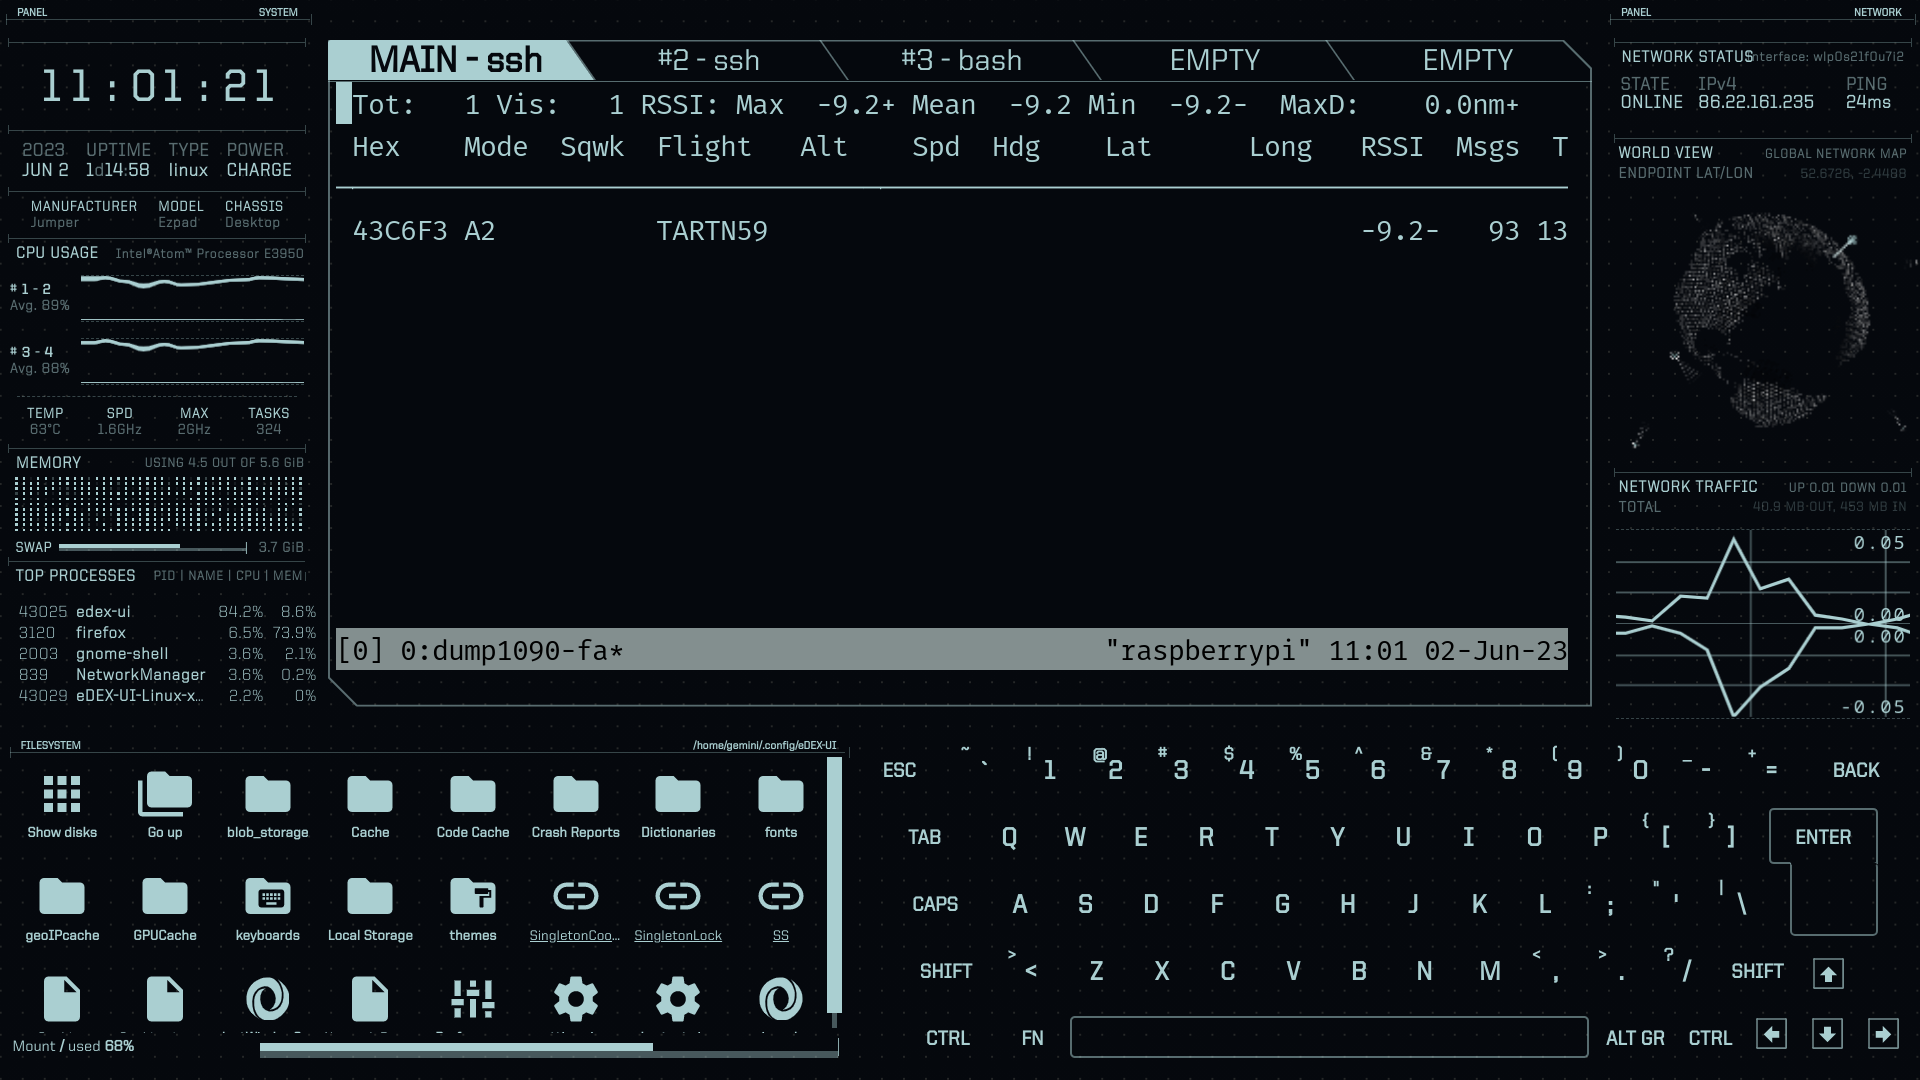 PANEL SYSTEM
11:01:21
2023 UPTIME TYPE POWER
JUN 2 1d14:58 linux CHARGE
MANUFACTURER MODEL CHASSIS
Jumper Ezpad Desktop
CPU USAGE Intel®Atom™ Processor E3950
# 1 - 2
Avg. 89%
# 3 - 4
Avg. 88%
TEMP SPD MAX TASKS
63°C 1.6GHz 2GHz 324
MEMORY USING 4.5 OUT OF 5.6 GiB
SWAP 3.7 GiB
TOP PROCESSES PID | NAME | CPU | MEM
43025 edex-ui 84.2% 8.6%
3120 firefox 6.5% 73.9%
2003 gnome-shell 3.6% 2.1%
839 NetworkManager 3.6% 0.2%
43029 eDEX-UI-Linux-x... 2.2% 0%
MAIN - ssh #2 - ssh #3 - bash EMPTY EMPTY
Tot: 1 Vis: 1 RSSI: Max -9.2+ Mean -9.2 Min -9.2- MaxD: 0.0nm+
Hex Mode Sqwk Flight Alt Spd Hdg Lat Long RSSI Msgs T
43C6F3 A2 TARTN59 -9.2- 93 13
[0] 0:dump1090-fa* "raspberrypi" 11:01 02-Jun-23
PANEL NETWORK
NETWORK STATUS Interface: wlp0s21f0u7i2
STATE IPv4 PING
ONLINE 86.22.161.235 24ms
WORLD VIEW GLOBAL NETWORK MAP
ENDPOINT LAT/LON 52.6726, -2.4488
NETWORK TRAFFIC UP 0.01 DOWN 0.01
TOTAL 40.9 MB OUT, 453 MB IN
0.05
0.00
0.00
-0.05
FILESYSTEM /home/gemini/.config/eDEX-UI
Show disks Go up blob_storage Cache Code Cache Crash Reports Dictionaries fonts
geoIPcache GPUCache keyboards Local Storage themes SingletonCoo... SingletonLock SS
Mount / used 68%
ESC ~ ` ! 1 @ 2 # 3 $ 4 % 5 ^ 6 & 7 * 8 ( 9 ) 0 _ - + = BACK
TAB Q W E R T Y U I O P { [ } ] ENTER
CAPS A S D F G H J K L : ; " ' | \
SHIFT > < Z X C V B N M < , > . ? / SHIFT
CTRL FN ALT GR CTRL